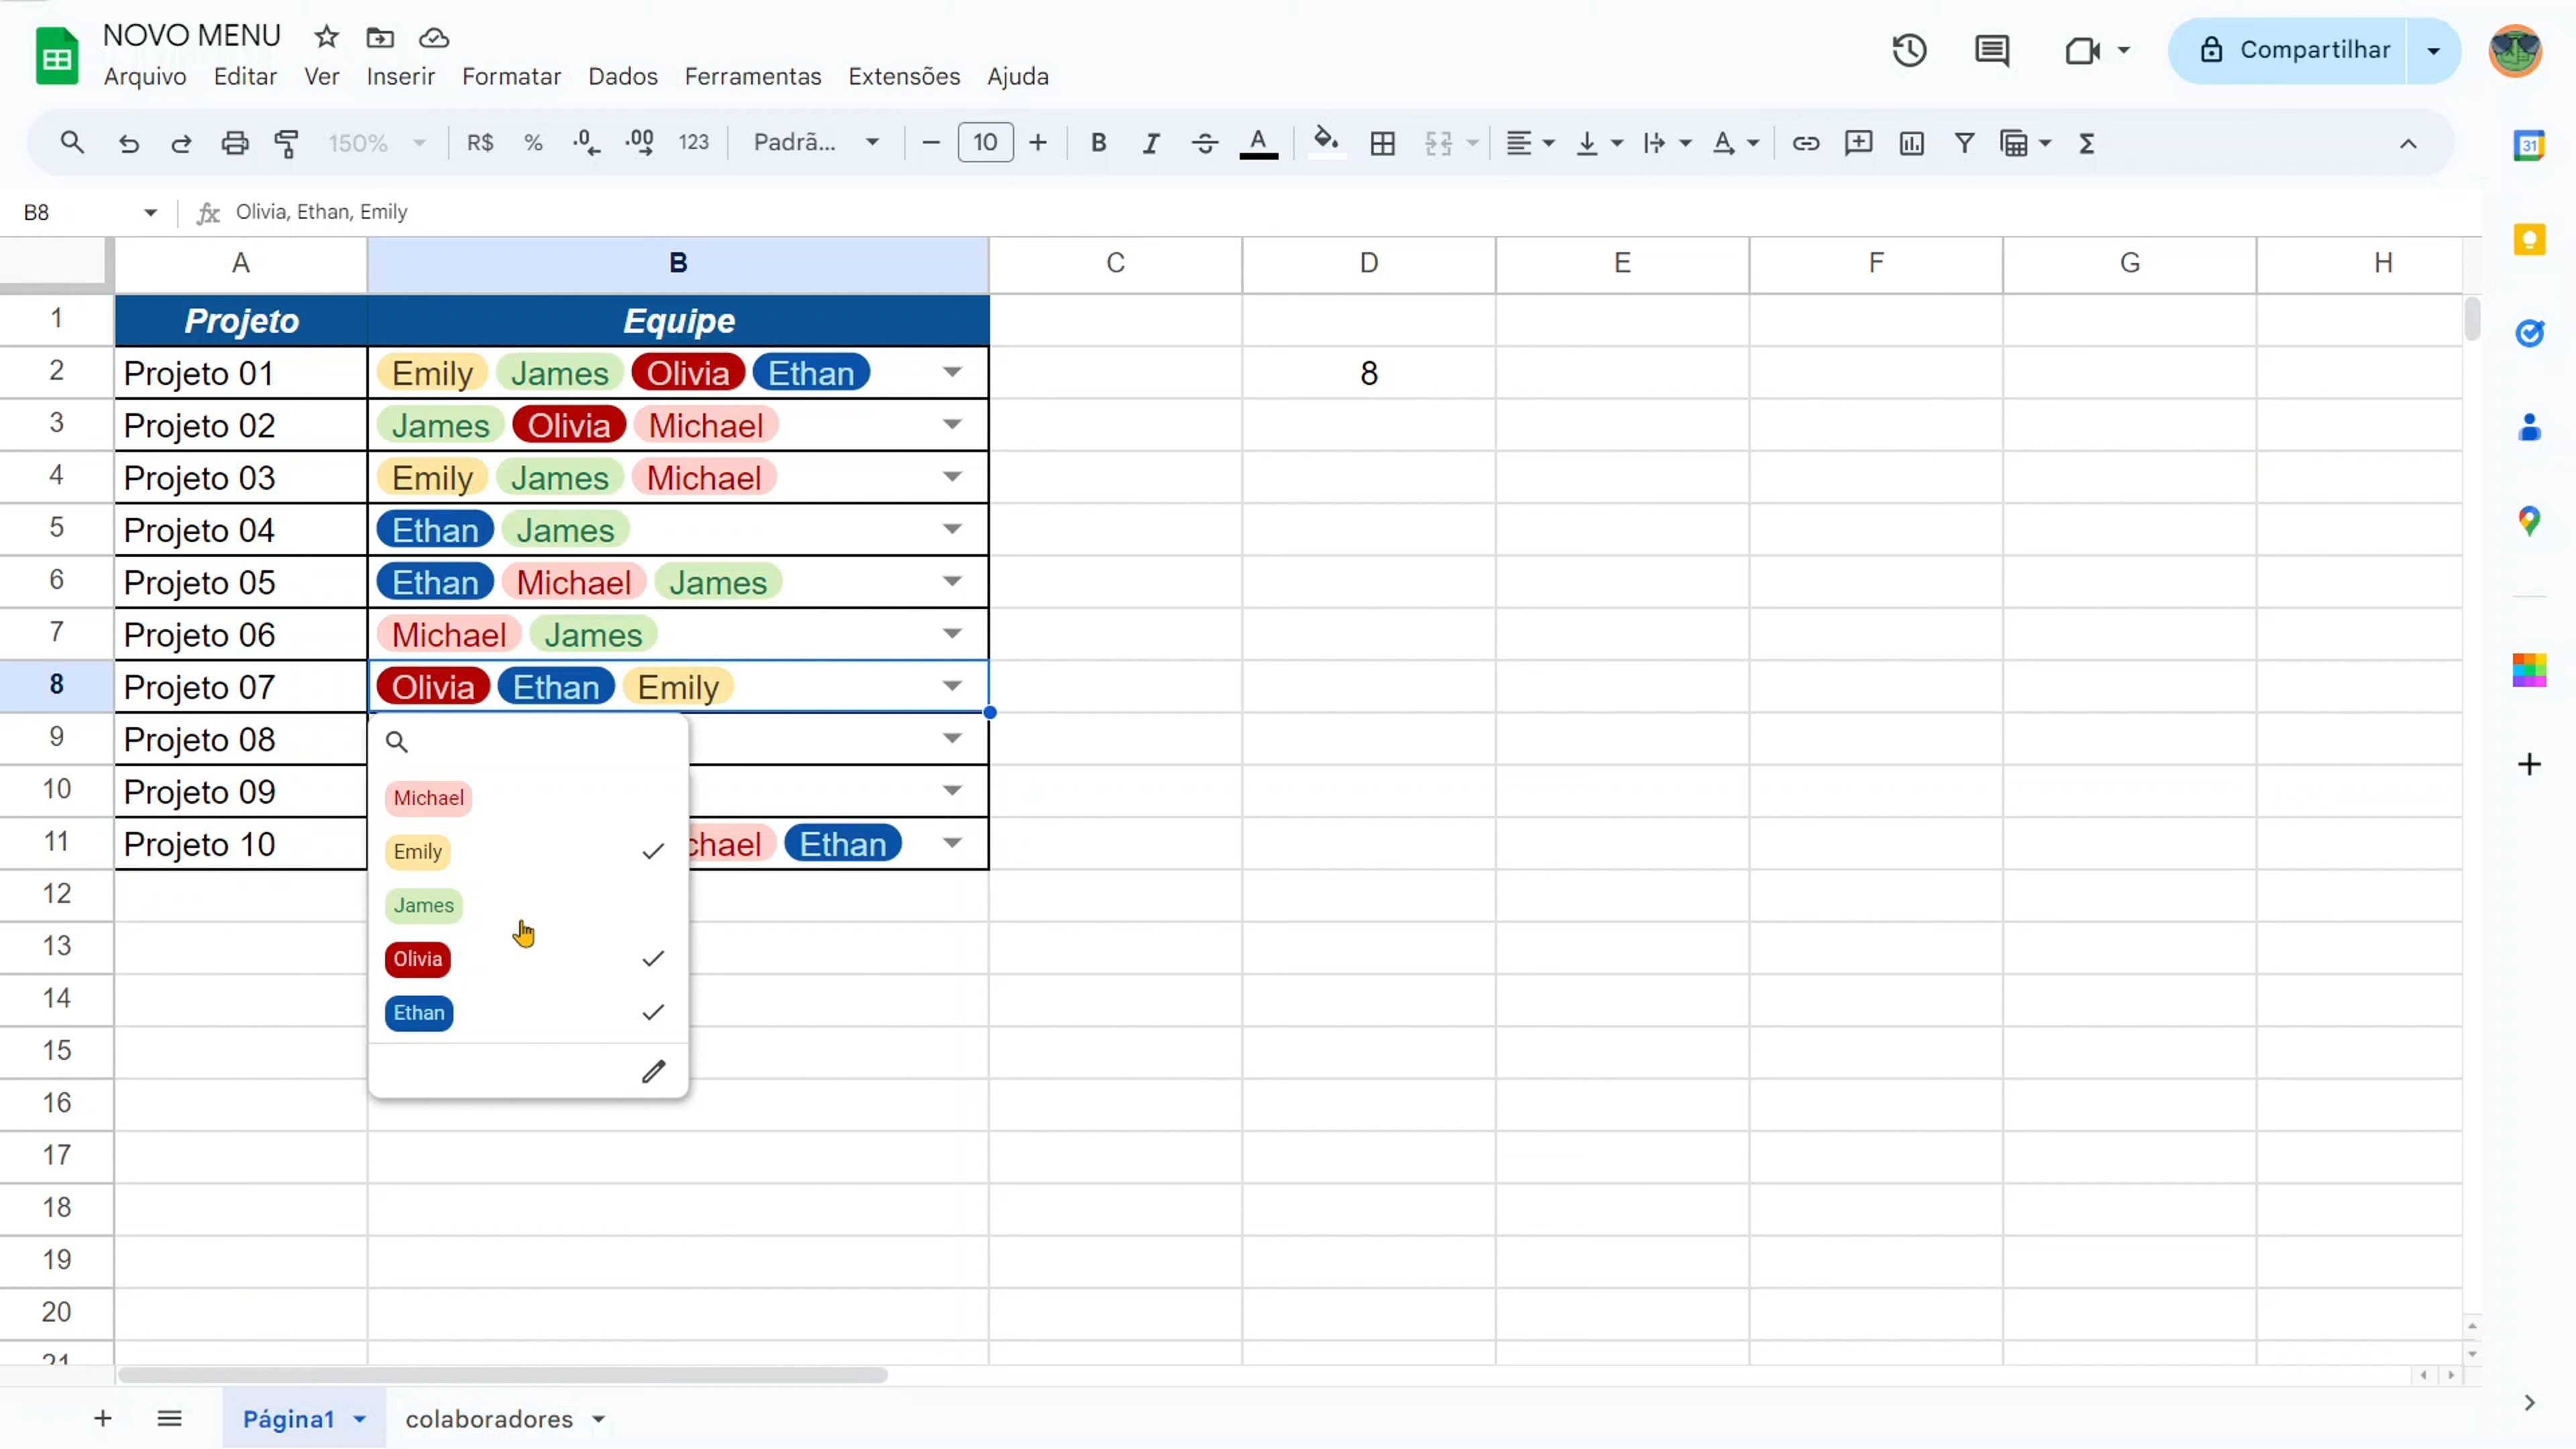 NOVO MENU
Arquivo Editar Ver Inserir Formatar Dados Ferramentas Extensões Ajuda
Compartilhar
150% R$ % .0 .00 123 Padrã... 10 B I S A Σ
31
B8 fx Olivia, Ethan, Emily
A B C D E F G H
1 Projeto Equipe
2 Projeto 01 Emily James Olivia Ethan 8
3 Projeto 02 James Olivia Michael
4 Projeto 03 Emily James Michael
5 Projeto 04 Ethan James
6 Projeto 05 Ethan Michael James
7 Projeto 06 Michael James
8 Projeto 07 Olivia Ethan Emily
9 Projeto 08
10 Projeto 09
Michael
11 Projeto 10 chael Ethan
Emily
12
James
13
Olivia
14
Ethan
15
16
17
18
19
20
21
Página1 colaboradores